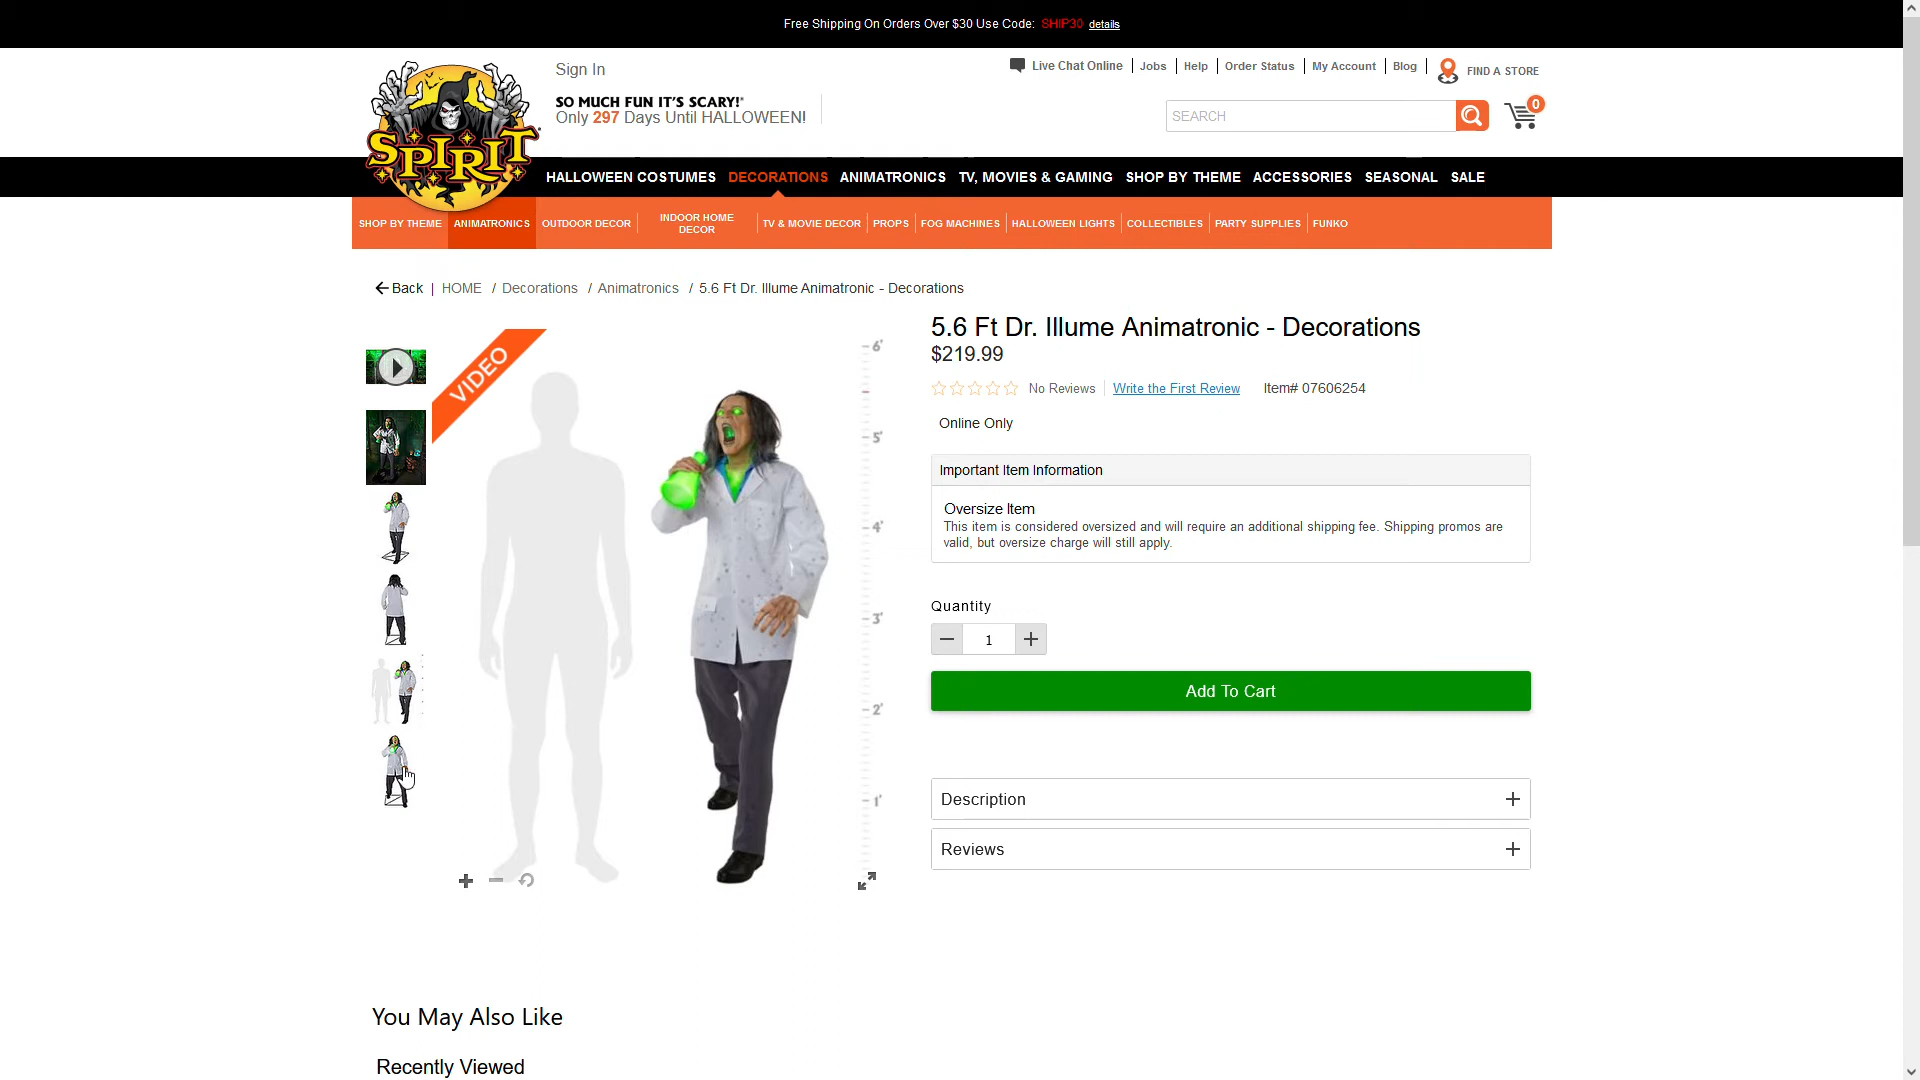 Free Shipping On Orders Over $30 Use Code: SHIP30 details
Sign In
SO MUCH FUN IT'S SCARY!®
Only 297 Days Until HALLOWEEN!
Live Chat Online
Jobs
Help
Order Status
My Account
Blog
FIND A STORE
SEARCH
0
SPIRIT
HALLOWEEN COSTUMES
DECORATIONS
ANIMATRONICS
TV, MOVIES & GAMING
SHOP BY THEME
ACCESSORIES
SEASONAL
SALE
SHOP BY THEME
ANIMATRONICS
OUTDOOR DECOR
INDOOR HOME
DECOR
TV & MOVIE DECOR
PROPS
FOG MACHINES
HALLOWEEN LIGHTS
COLLECTIBLES
PARTY SUPPLIES
FUNKO
Back | HOME / Decorations / Animatronics / 5.6 Ft Dr. Illume Animatronic - Decorations
VIDEO
6'
5'
4'
3'
2'
1'
5.6 Ft Dr. Illume Animatronic - Decorations
$219.99
No Reviews
Write the First Review
Item# 07606254
Online Only
Important Item Information
Oversize Item
This item is considered oversized and will require an additional shipping fee. Shipping promos are
valid, but oversize charge will still apply.
Quantity
1
Add To Cart
Description
Reviews
You May Also Like
Recently Viewed